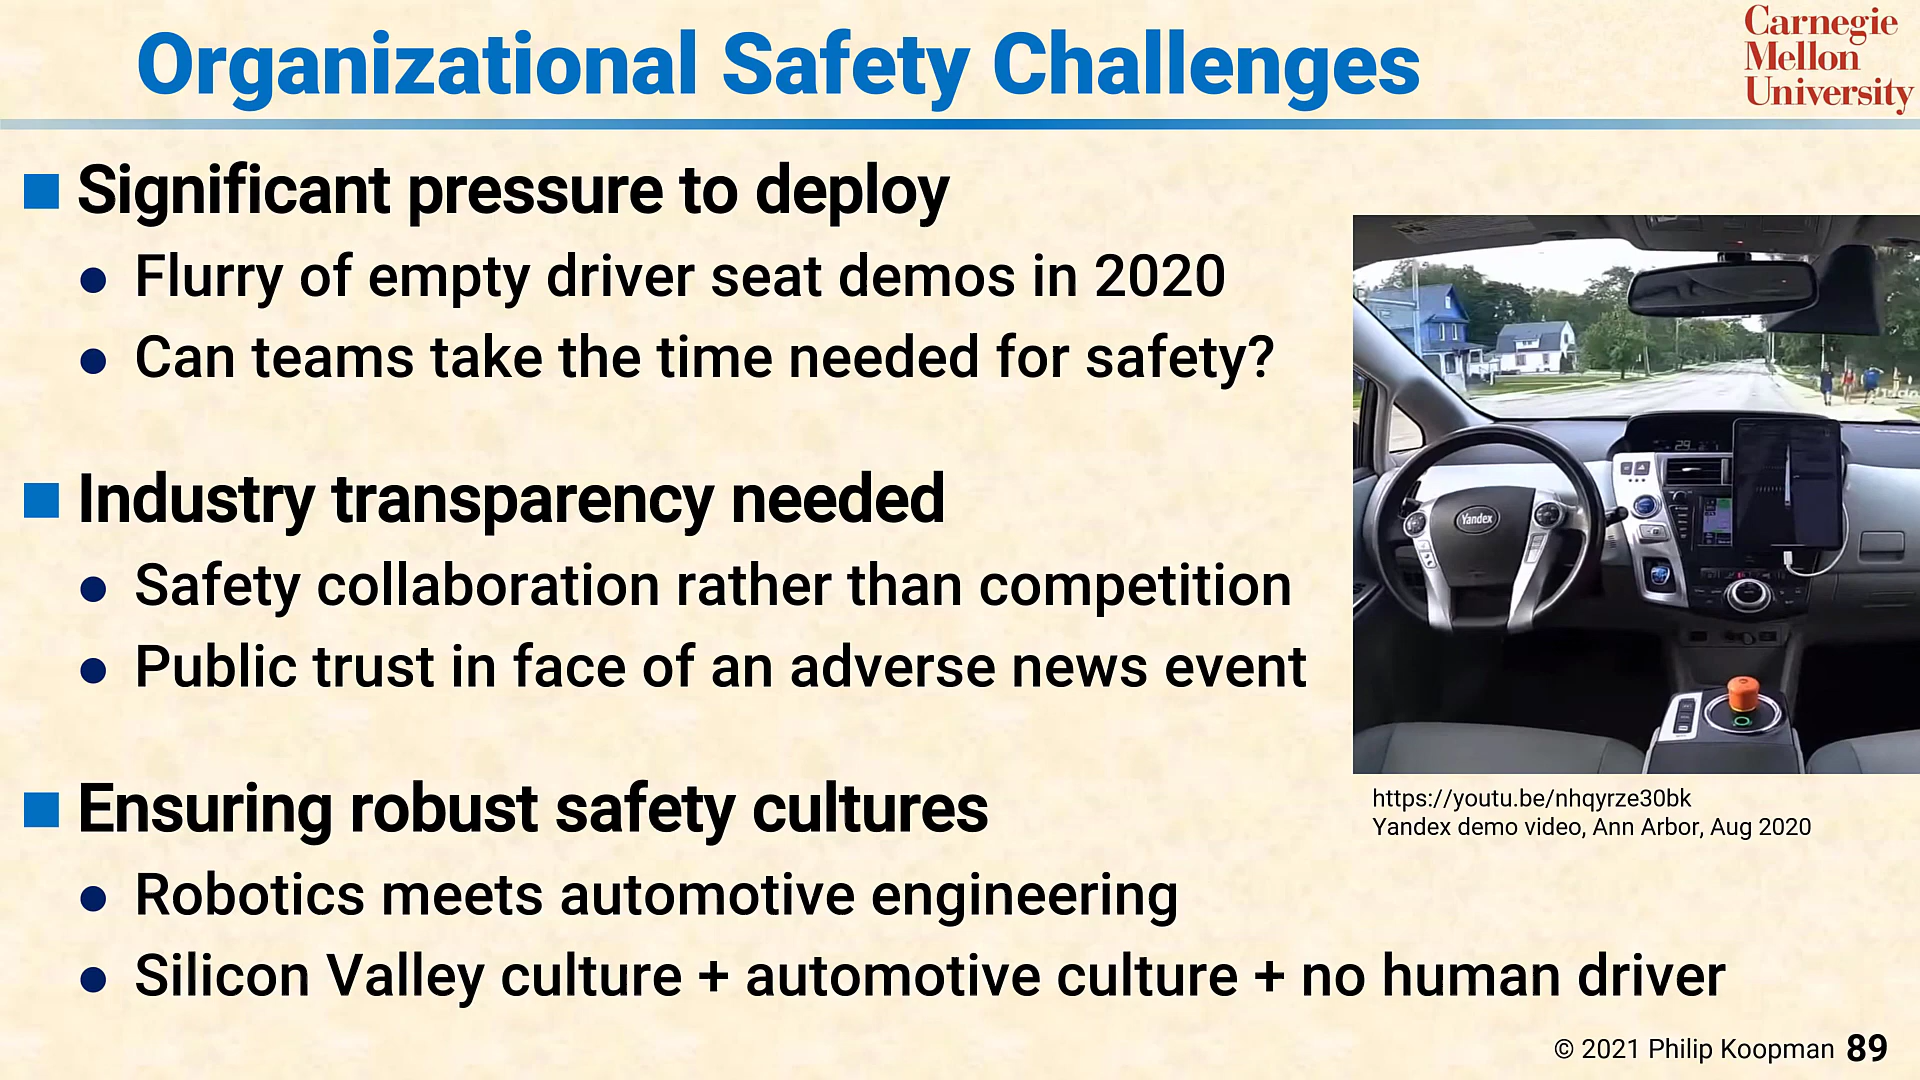 Organizational Safety Challenges
Carnegie
Mellon
University
Significant pressure to deploy
Flurry of empty driver seat demos in 2020
Can teams take the time needed for safety?
Industry transparency needed
Safety collaboration rather than competition
Public trust in face of an adverse news event
Yandex
https://youtu.be/nhqyrze30bk
Yandex demo video, Ann Arbor, Aug 2020
Ensuring robust safety cultures
Robotics meets automotive engineering
Silicon Valley culture + automotive culture + no human driver
© 2021 Philip Koopman 89